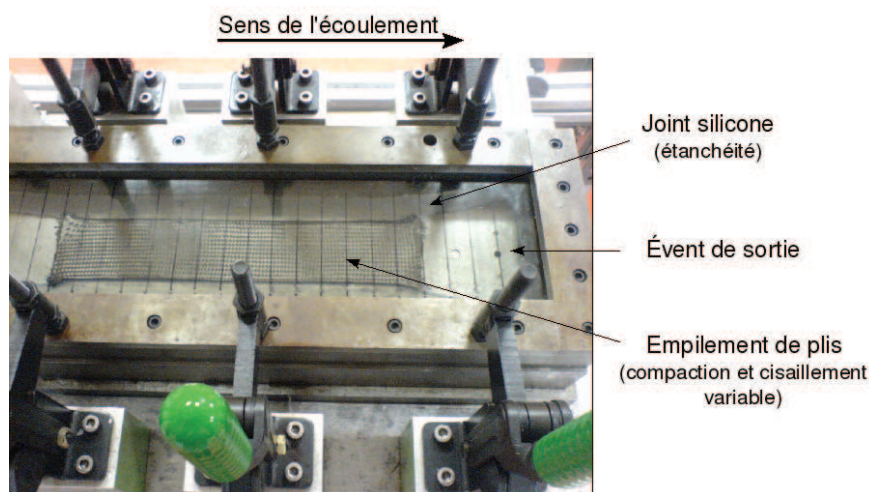 Sens de l'écoulement
Joint silicone
(étanchéité)
Évent de sortie
Empilement de plis
(compaction et cisaillement
variable)